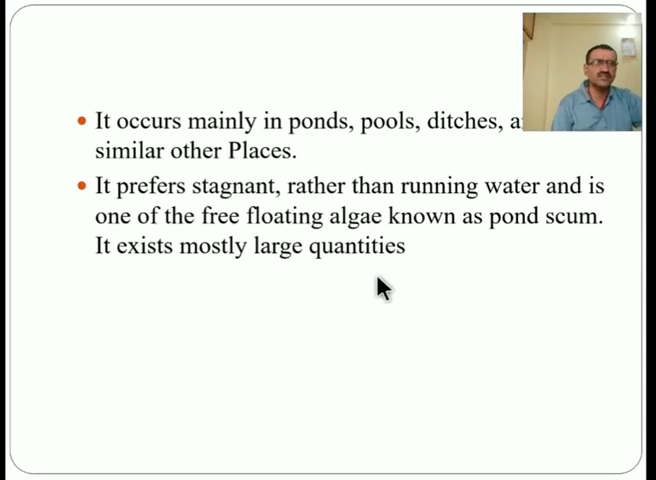 It occurs mainly in ponds, pools, ditches,
similar other Places.
It prefers stagnant, rather than running water and is
one of the free floating algae known as pond scum.
It exists mostly large quantities